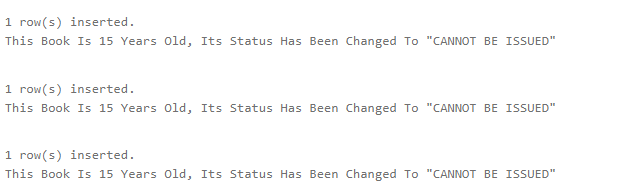 1 row(s) inserted.
This Book Is 15 Years Old, Its Status Has Been Changed To "CANNOT BE ISSUED"
1 row(s) inserted.
This Book Is 15 Years Old, Its Status Has Been Changed To "CANNOT BE ISSUED"
1 row(s) inserted.
This Book Is 15 Years Old, Its Status Has Been Changed To "CANNOT BE ISSUED"